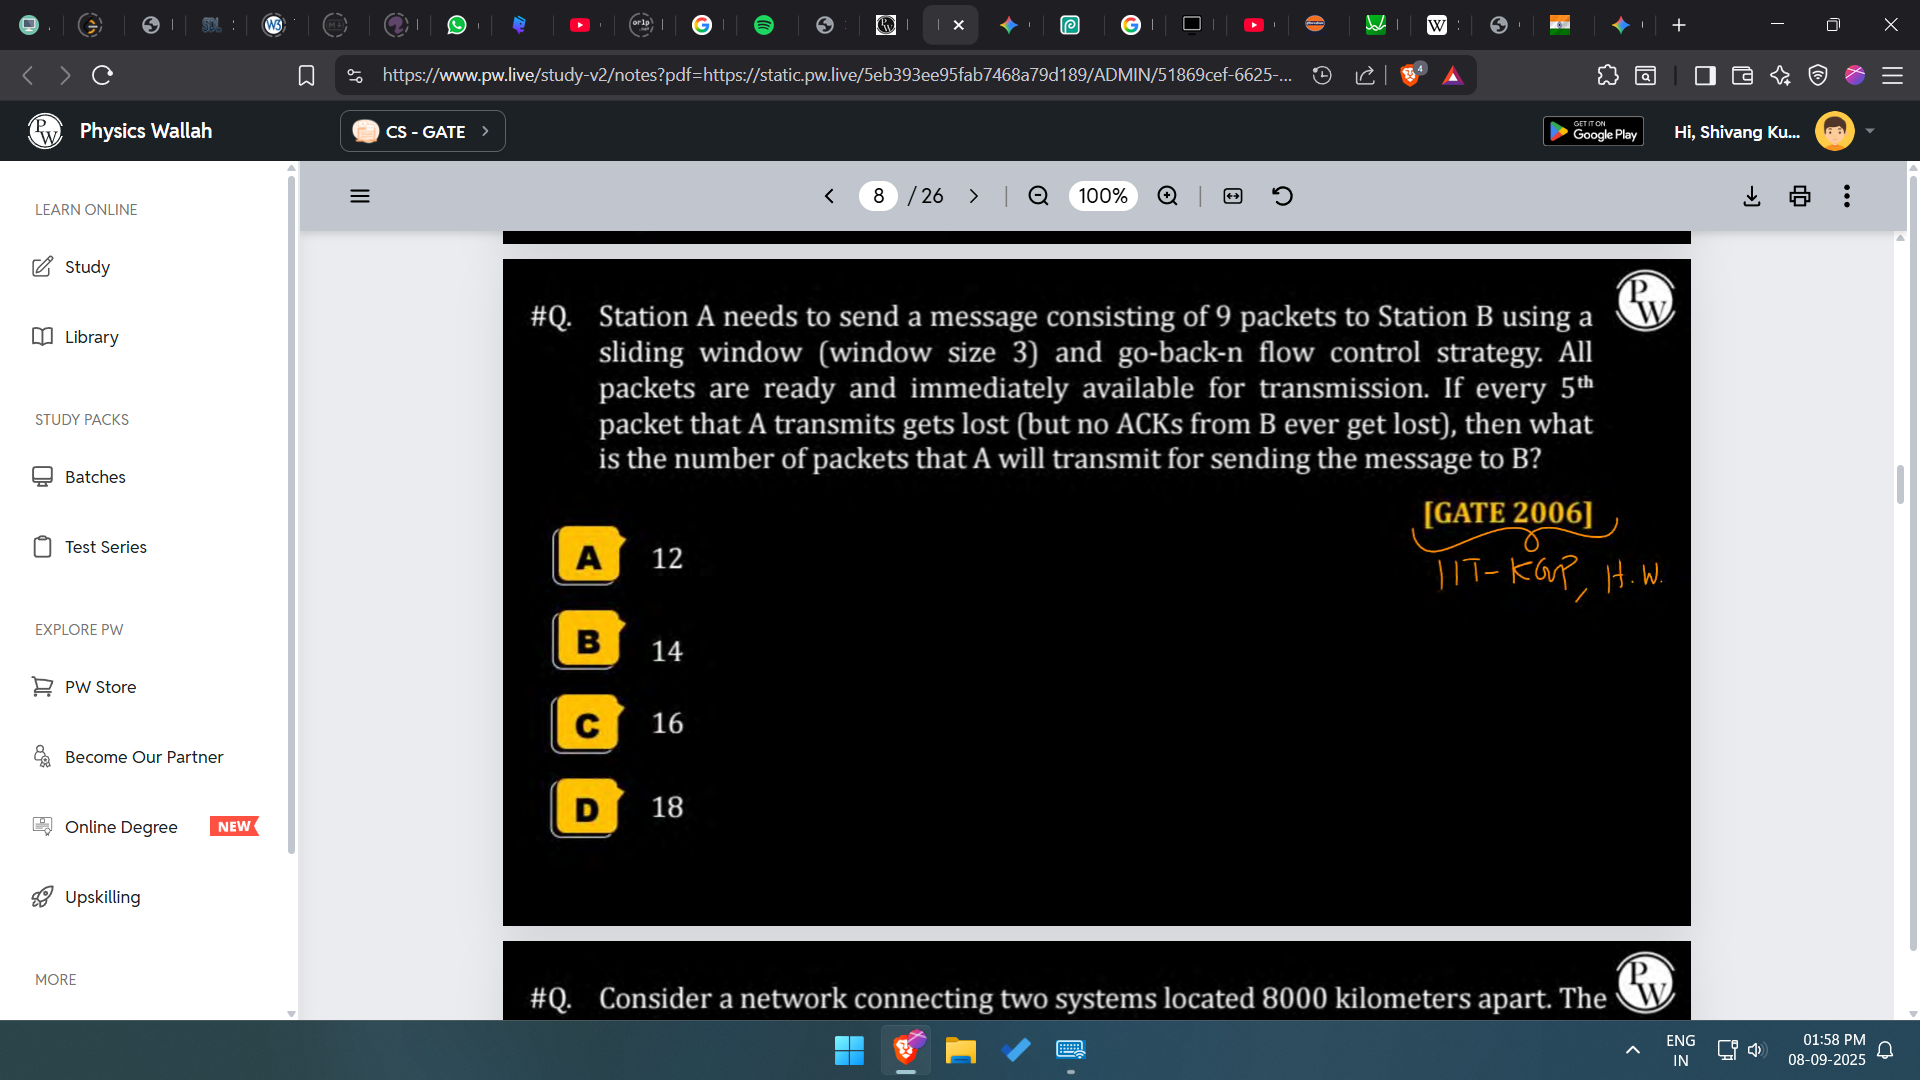 W3
or1p
https://www.pw.live/study-v2/notes?pdf=https://static.pw.live/5eb393ee95fab7468a79d189/ADMIN/51869cef-6625-...
4
PW
Physics Wallah
CS - GATE
GET IT ON
Google Play
Hi, Shivang Ku...
LEARN ONLINE
Study
Library
STUDY PACKS
Batches
Test Series
EXPLORE PW
PW Store
Become Our Partner
Online Degree
NEW
Upskilling
MORE
8 / 26
100%
PW
#Q. Station A needs to send a message consisting of 9 packets to Station B using a
sliding window (window size 3) and go-back-n flow control strategy. All
packets are ready and immediately available for transmission. If every 5th
packet that A transmits gets lost (but no ACKs from B ever get lost), then what
is the number of packets that A will transmit for sending the message to B?
[GATE 2006]
IIT-KGP, H.W.
A 12
B 14
C 16
D 18
PW
#Q. Consider a network connecting two systems located 8000 kilometers apart. The
ENG
IN
01:58 PM
08-09-2025